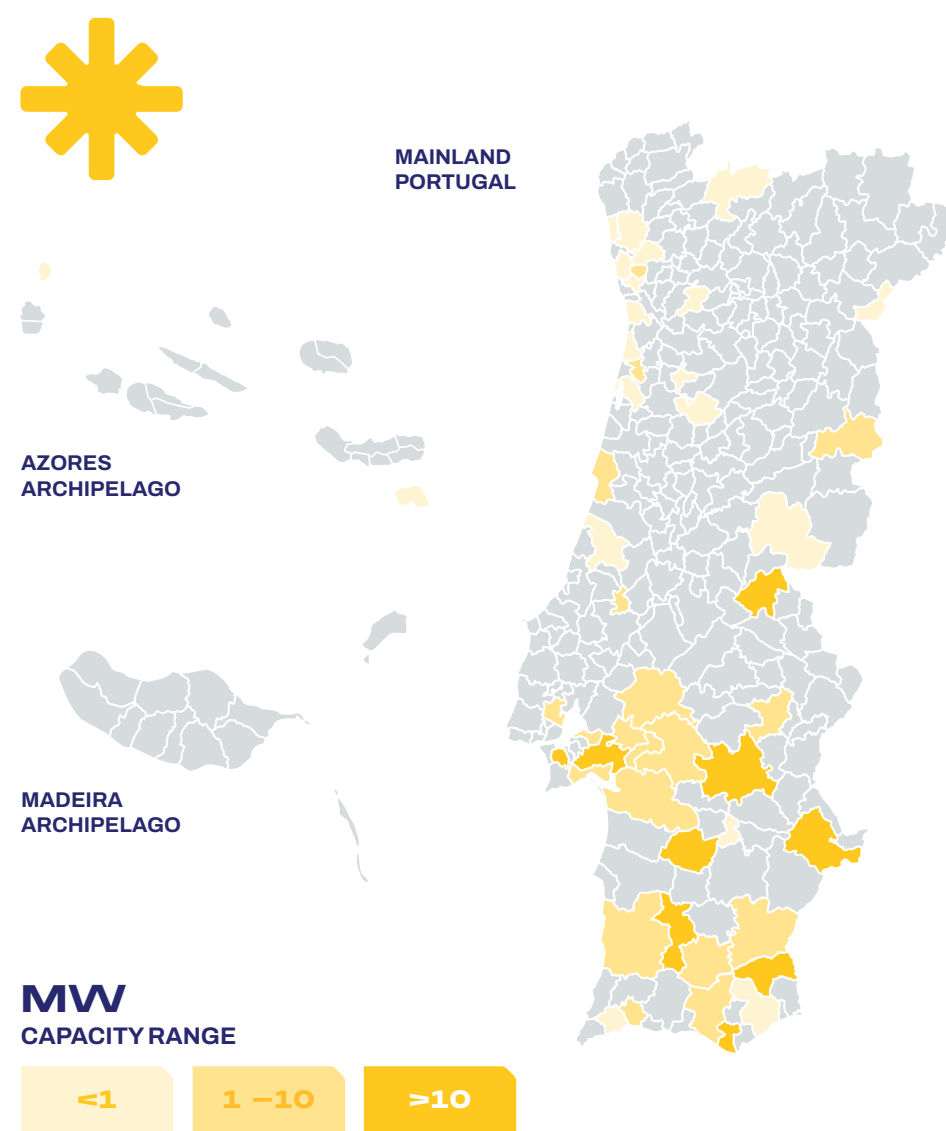 MAINLAND
PORTUGAL
AZORES
ARCHIPELAGO
MADEIRA
ARCHIPELAGO
MW
CAPACITY RANGE
≤1
1 –10
>10